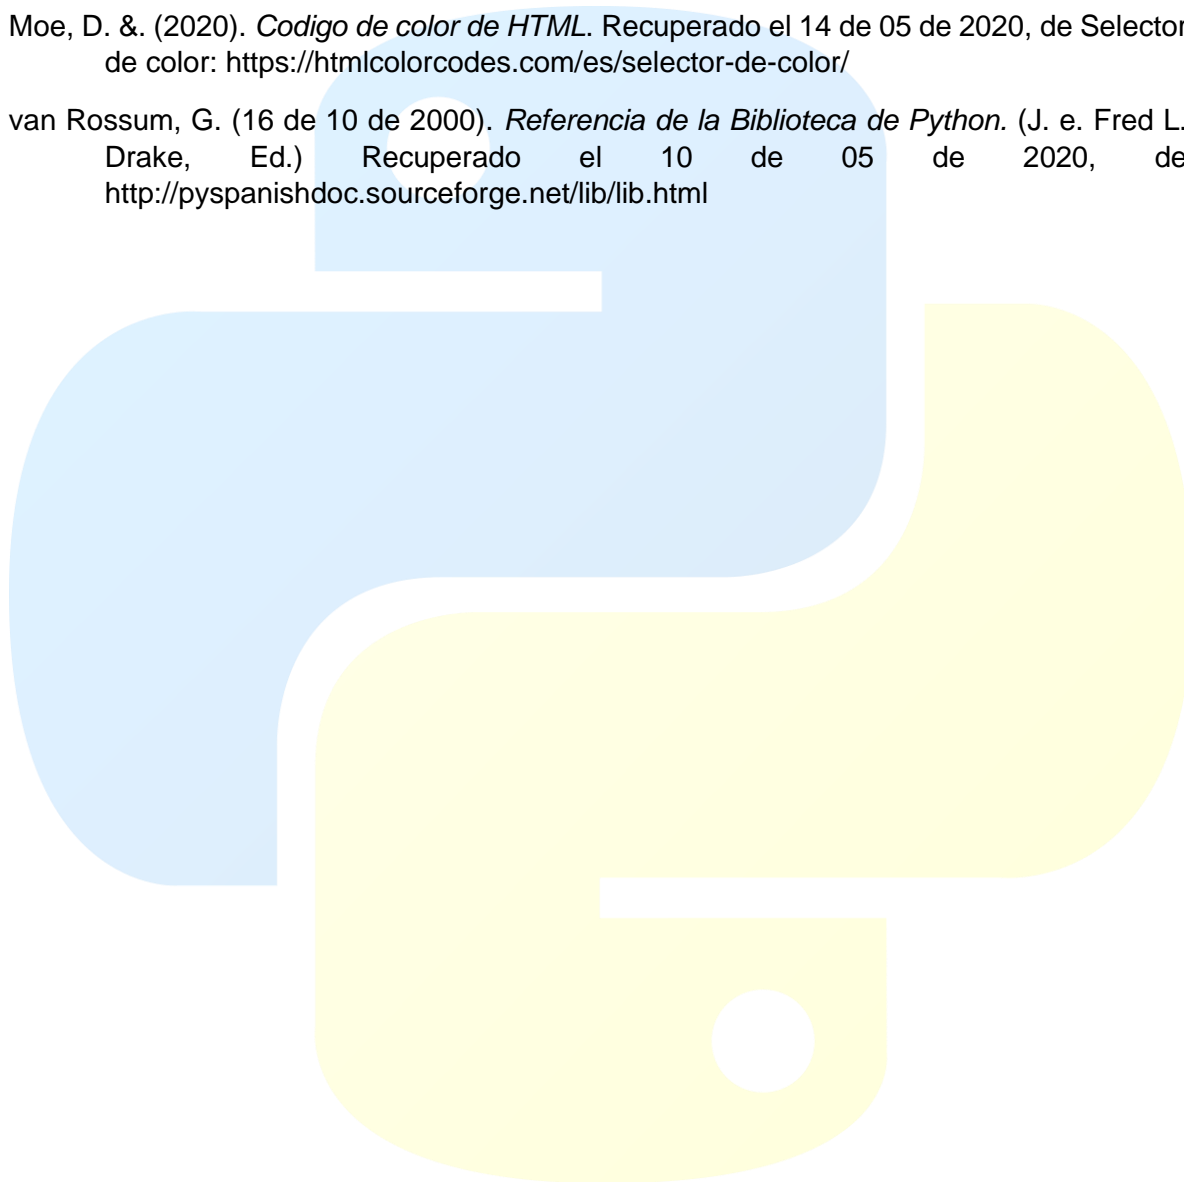 Moe, D. &. (2020). Codigo de color de HTML. Recuperado el 14 de 05 de 2020, de Selector
de color: https://htmlcolorcodes.com/es/selector-de-color/
van Rossum, G. (16 de 10 de 2000). Referencia de la Biblioteca de Python. (J. e. Fred L.
Drake, Ed.) Recuperado el 10 de 05 de 2020, de
http://pyspanishdoc.sourceforge.net/lib/lib.html